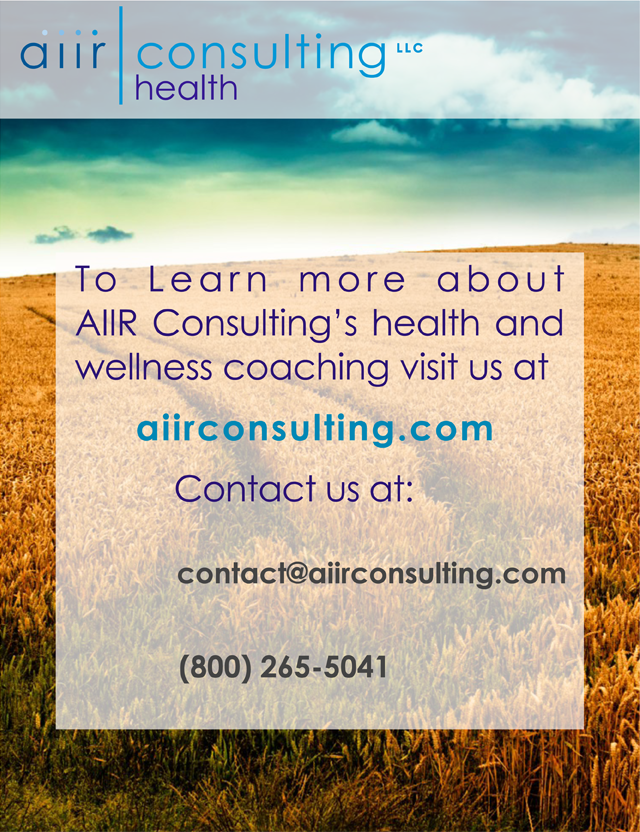 aiir consulting LLC
health
To Learn more about
AIIR Consulting's health and
wellness coaching visit us at
aiirconsulting.com
Contact us at:
contact@aiirconsulting.com
(800) 265-5041